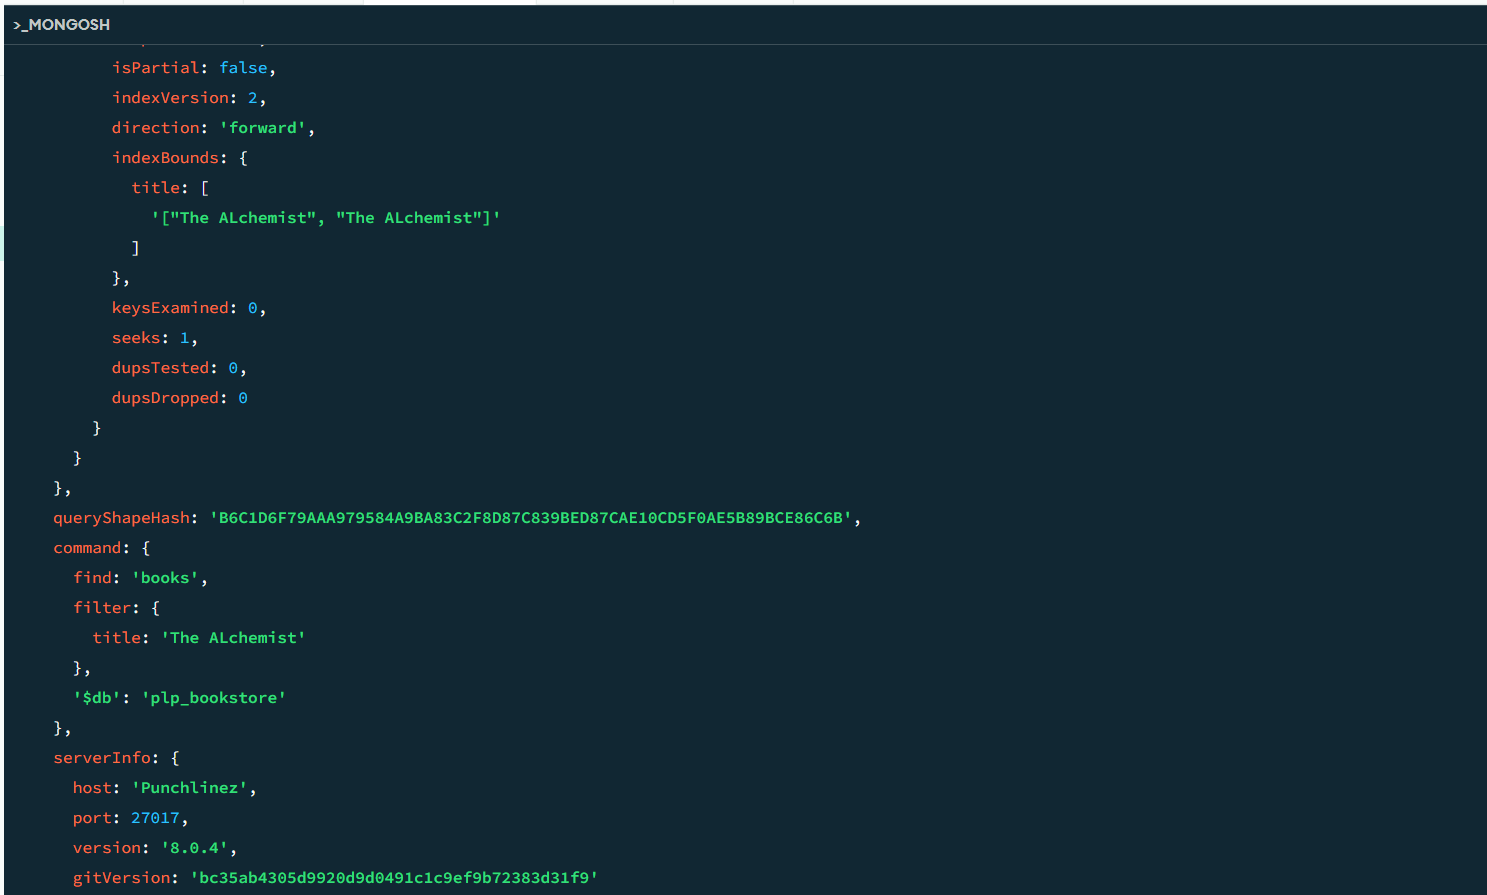 >_MONGOSH
isPartial: false,
indexVersion: 2,
direction: 'forward',
indexBounds: {
title: [
'["The ALchemist", "The ALchemist"]'
]
},
keysExamined: 0,
seeks: 1,
dupsTested: 0,
dupsDropped: 0
}
}
},
queryShapeHash: 'B6C1D6F79AAA979584A9BA83C2F8D87C839BED87CAE10CD5F0AE5B89BCE86C6B',
command: {
find: 'books',
filter: {
title: 'The ALchemist'
},
'$db': 'plp_bookstore'
},
serverInfo: {
host: 'Punchlinez',
port: 27017,
version: '8.0.4',
gitVersion: 'bc35ab4305d9920d9d0491c1c9ef9b72383d31f9'